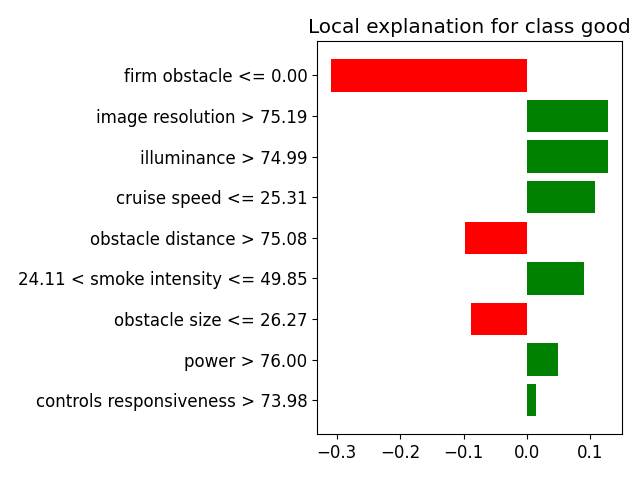 Local explanation for class good
firm obstacle <= 0.00
image resolution > 75.19
illuminance > 74.99
cruise speed <= 25.31
obstacle distance > 75.08
24.11 < smoke intensity <= 49.85
obstacle size <= 26.27
power > 76.00
controls responsiveness > 73.98
−0.3 −0.2 −0.1 0.0 0.1